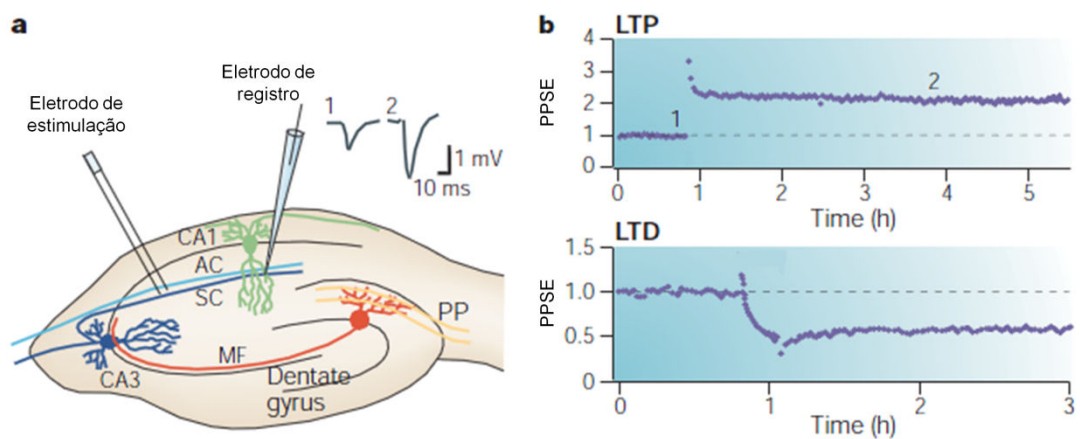 a
Eletrodo de
estimulação
Eletrodo de
registro
1
2
1 mV
10 ms
CA1
AC
SC
PP
MF
CA3
Dentate
gyrus
b
LTP
PPSE
4
3
2
1
0
1
2
0
1
2
3
4
5
Time (h)
LTD
PPSE
1.5
1.0
0.5
0
0
1
2
3
Time (h)